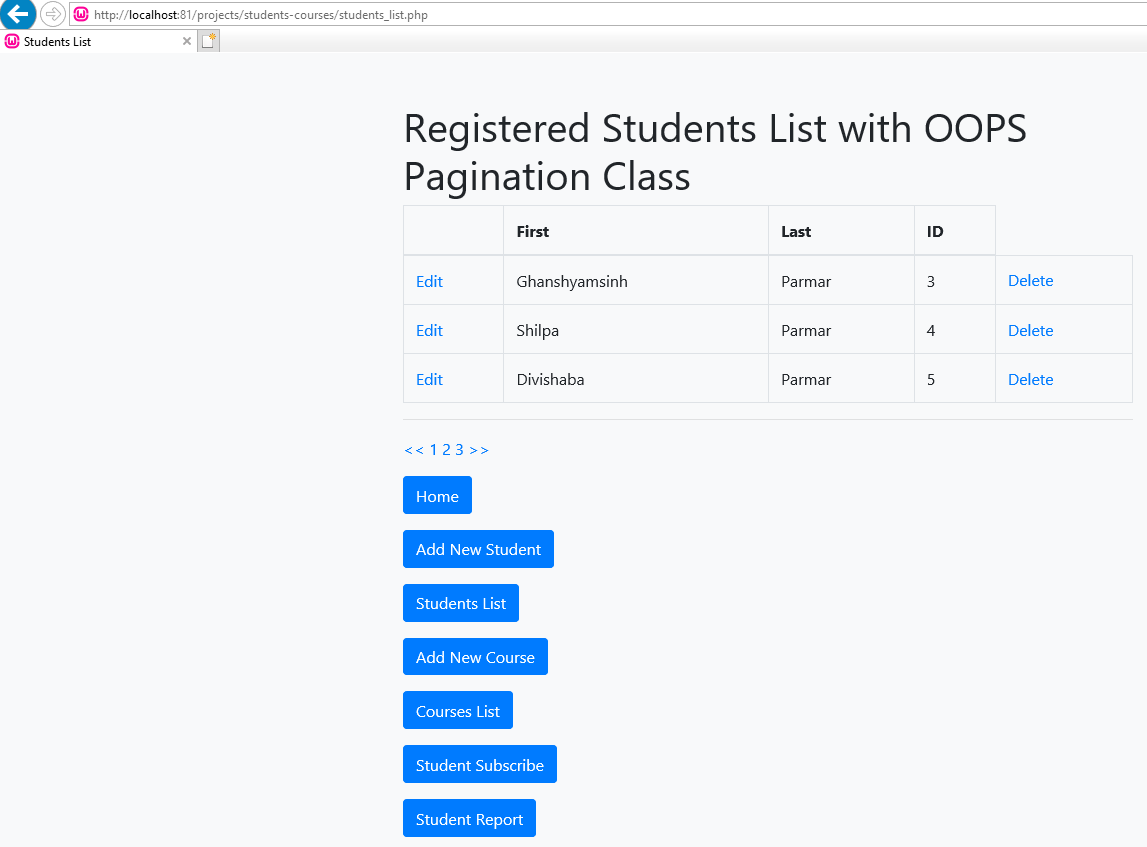 http://localhost:81/projects/students-courses/students_list.php
Students List
Registered Students List with OOPS
Pagination Class
First Last ID
Edit Ghanshyamsinh Parmar 3 Delete
Edit Shilpa Parmar 4 Delete
Edit Divishaba Parmar 5 Delete
<< 1 2 3 >>
Home
Add New Student
Students List
Add New Course
Courses List
Student Subscribe
Student Report